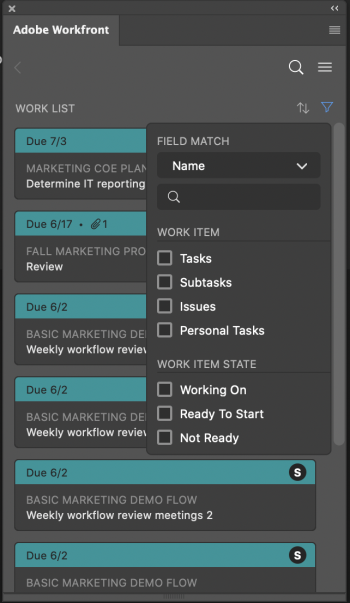 Adobe Workfront
WORK LIST
Due 7/3
MARKETING COE PLAN
Determine IT reporting
Due 6/17 • 1
FALL MARKETING PRO
Review
Due 6/2
BASIC MARKETING DEM
Weekly workflow review
Due 6/2
BASIC MARKETING DEM
Weekly workflow review
Due 6/2
S
BASIC MARKETING DEMO FLOW
Weekly workflow review meetings 2
Due 6/2
S
BASIC MARKETING DEMO FLOW
FIELD MATCH
Name
WORK ITEM
Tasks
Subtasks
Issues
Personal Tasks
WORK ITEM STATE
Working On
Ready To Start
Not Ready